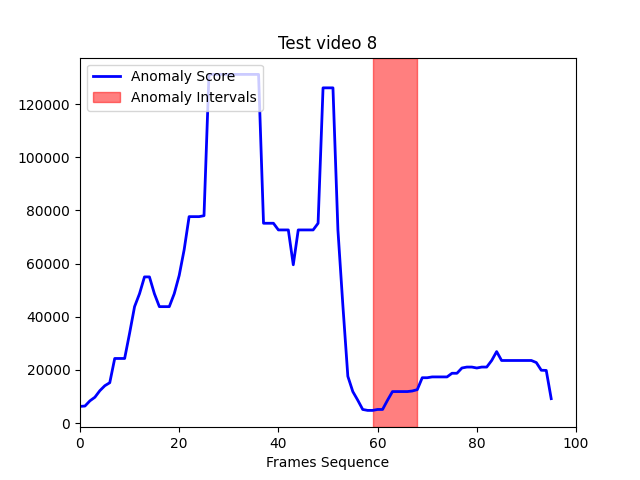 Test video 8
Anomaly Score
Anomaly Intervals
120000
100000
80000
60000
40000
20000
0
0 20 40 60 80 100
Frames Sequence